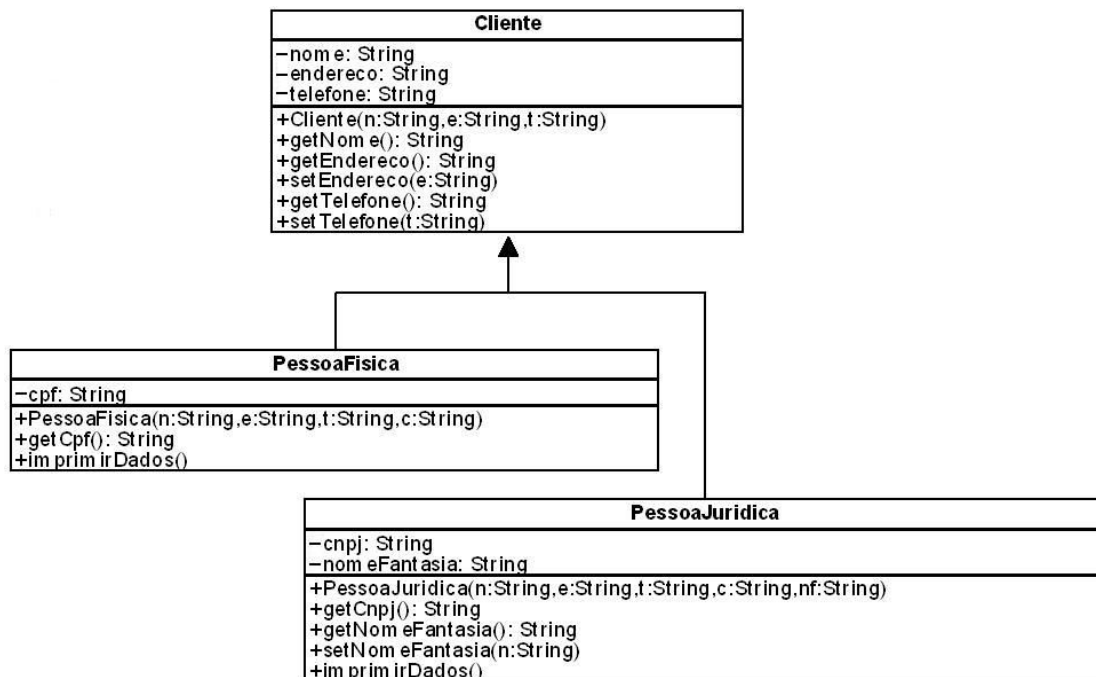 Cliente
–nome: String
–endereco: String
–telefone: String
+Cliente(n:String,e:String,t:String)
+getNome(): String
+getEndereco(): String
+setEndereco(e:String)
+getTelefone(): String
+setTelefone(t:String)
PessoaFisica
–cpf: String
+PessoaFisica(n:String,e:String,t:String,c:String)
+getCpf(): String
+imprimirDados()
PessoaJuridica
–cnpj: String
–nomeFantasia: String
+PessoaJuridica(n:String,e:String,t:String,c:String,nf:String)
+getCnpj(): String
+getNomeFantasia(): String
+setNomeFantasia(n:String)
+imprimirDados()